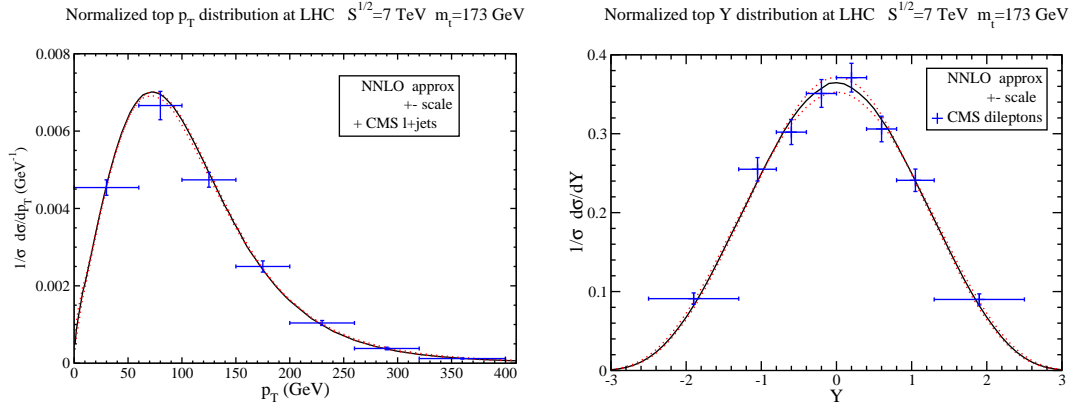 Normalized top p_T distribution at LHC S^1/2=7 TeV m_t=173 GeV
0.008
0.006
0.004
0.002
0
1/σ dσ/dp_T (GeV^-1)
NNLO approx
+- scale
+ CMS l+jets
0 50 100 150 200 250 300 350 400
p_T (GeV)
Normalized top Y distribution at LHC S^1/2=7 TeV m_t=173 GeV
0.4
0.3
0.2
0.1
0
1/σ dσ/dY
NNLO approx
+- scale
CMS dileptons
-3 -2 -1 0 1 2 3
Y